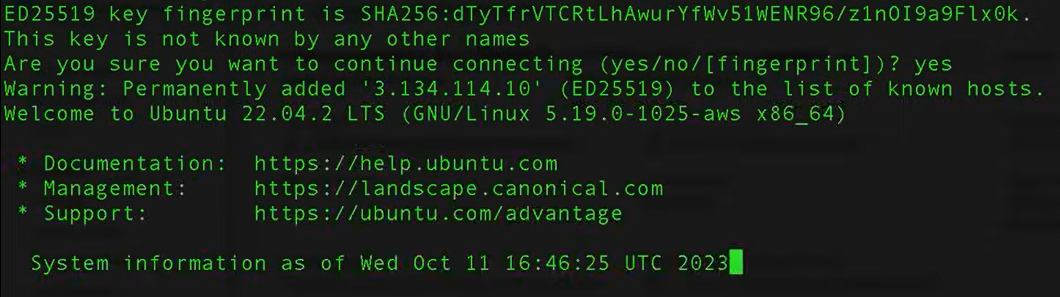 ED25519 key fingerprint is SHA256:dTyTfrVTCRtLhAwurYfWv51WENR96/z1nOI9a9Flx0k.
This key is not known by any other names
Are you sure you want to continue connecting (yes/no/[fingerprint])? yes
Warning: Permanently added '3.134.114.10' (ED25519) to the list of known hosts.
Welcome to Ubuntu 22.04.2 LTS (GNU/Linux 5.19.0-1025-aws x86_64)
* Documentation: https://help.ubuntu.com
* Management: https://landscape.canonical.com
* Support: https://ubuntu.com/advantage
System information as of Wed Oct 11 16:46:25 UTC 2023